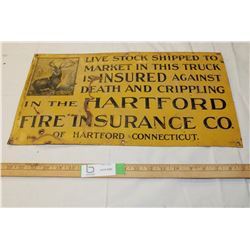 LIVE STOCK SHIPPED TO
MARKET IN THIS TRUCK
IS INSURED AGAINST
DEATH AND CRIPPLING
IN THE HARTFORD
FIRE INSURANCE CO.
OF HARTFORD CONNECTICUT.